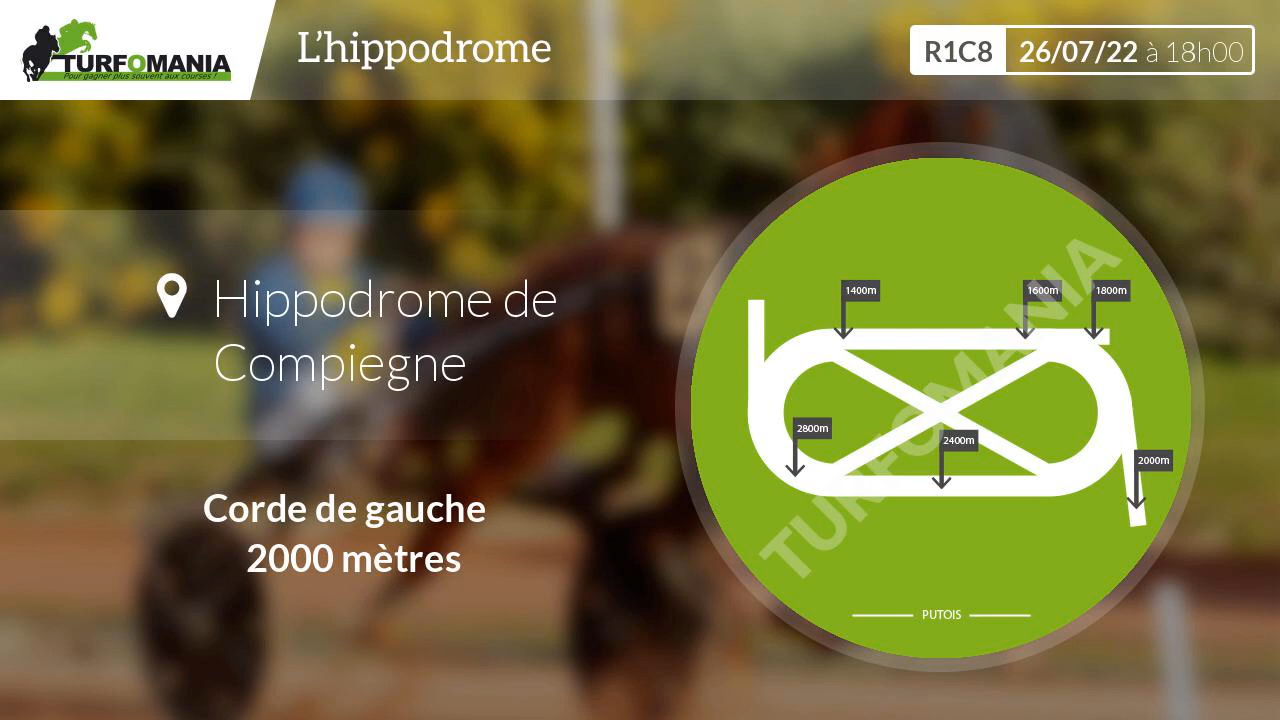 TURFOMANIA
Pour gagner plus souvent aux courses !
L'hippodrome
R1C8 26/07/22 à 18h00
Hippodrome de
Compiegne
Corde de gauche
2000 mètres
1400m
1600m
1800m
2800m
2400m
2000m
TURFOMANIA
PUTOIS